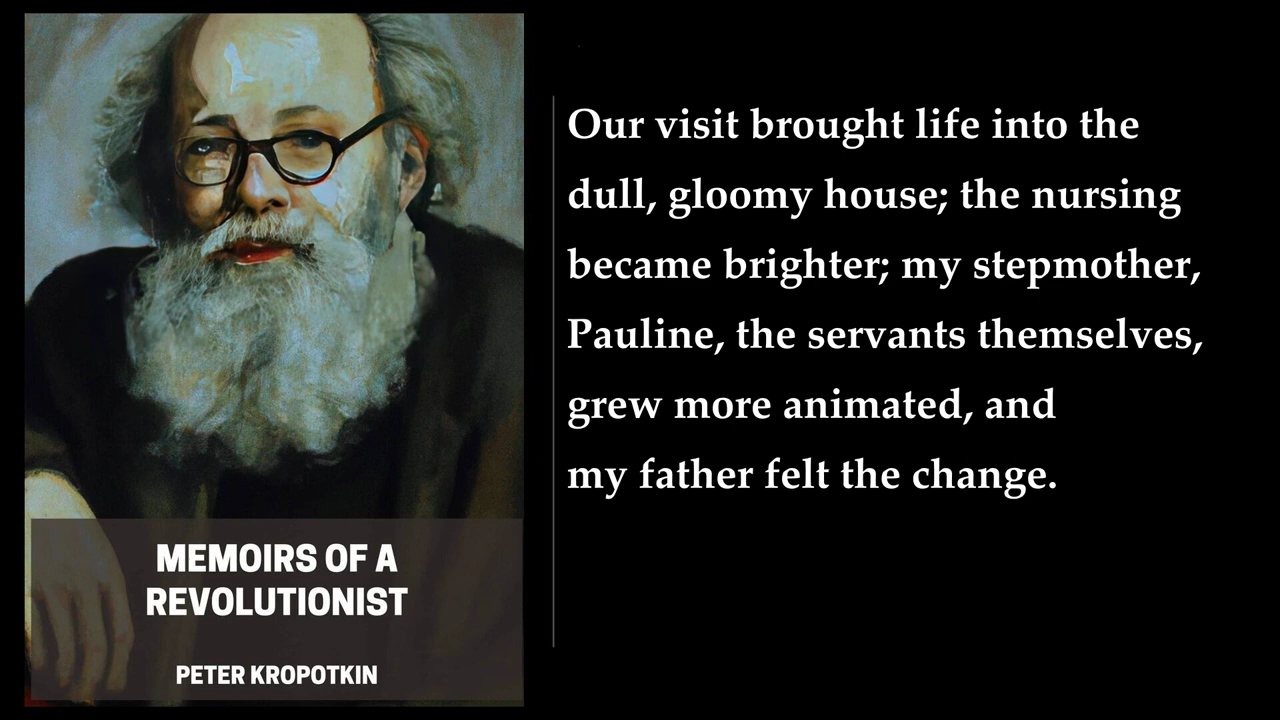 Our visit brought life into the
dull, gloomy house; the nursing
became brighter; my stepmother,
Pauline, the servants themselves,
grew more animated, and
my father felt the change.
MEMOIRS OF A
REVOLUTIONIST
PETER KROPOTKIN